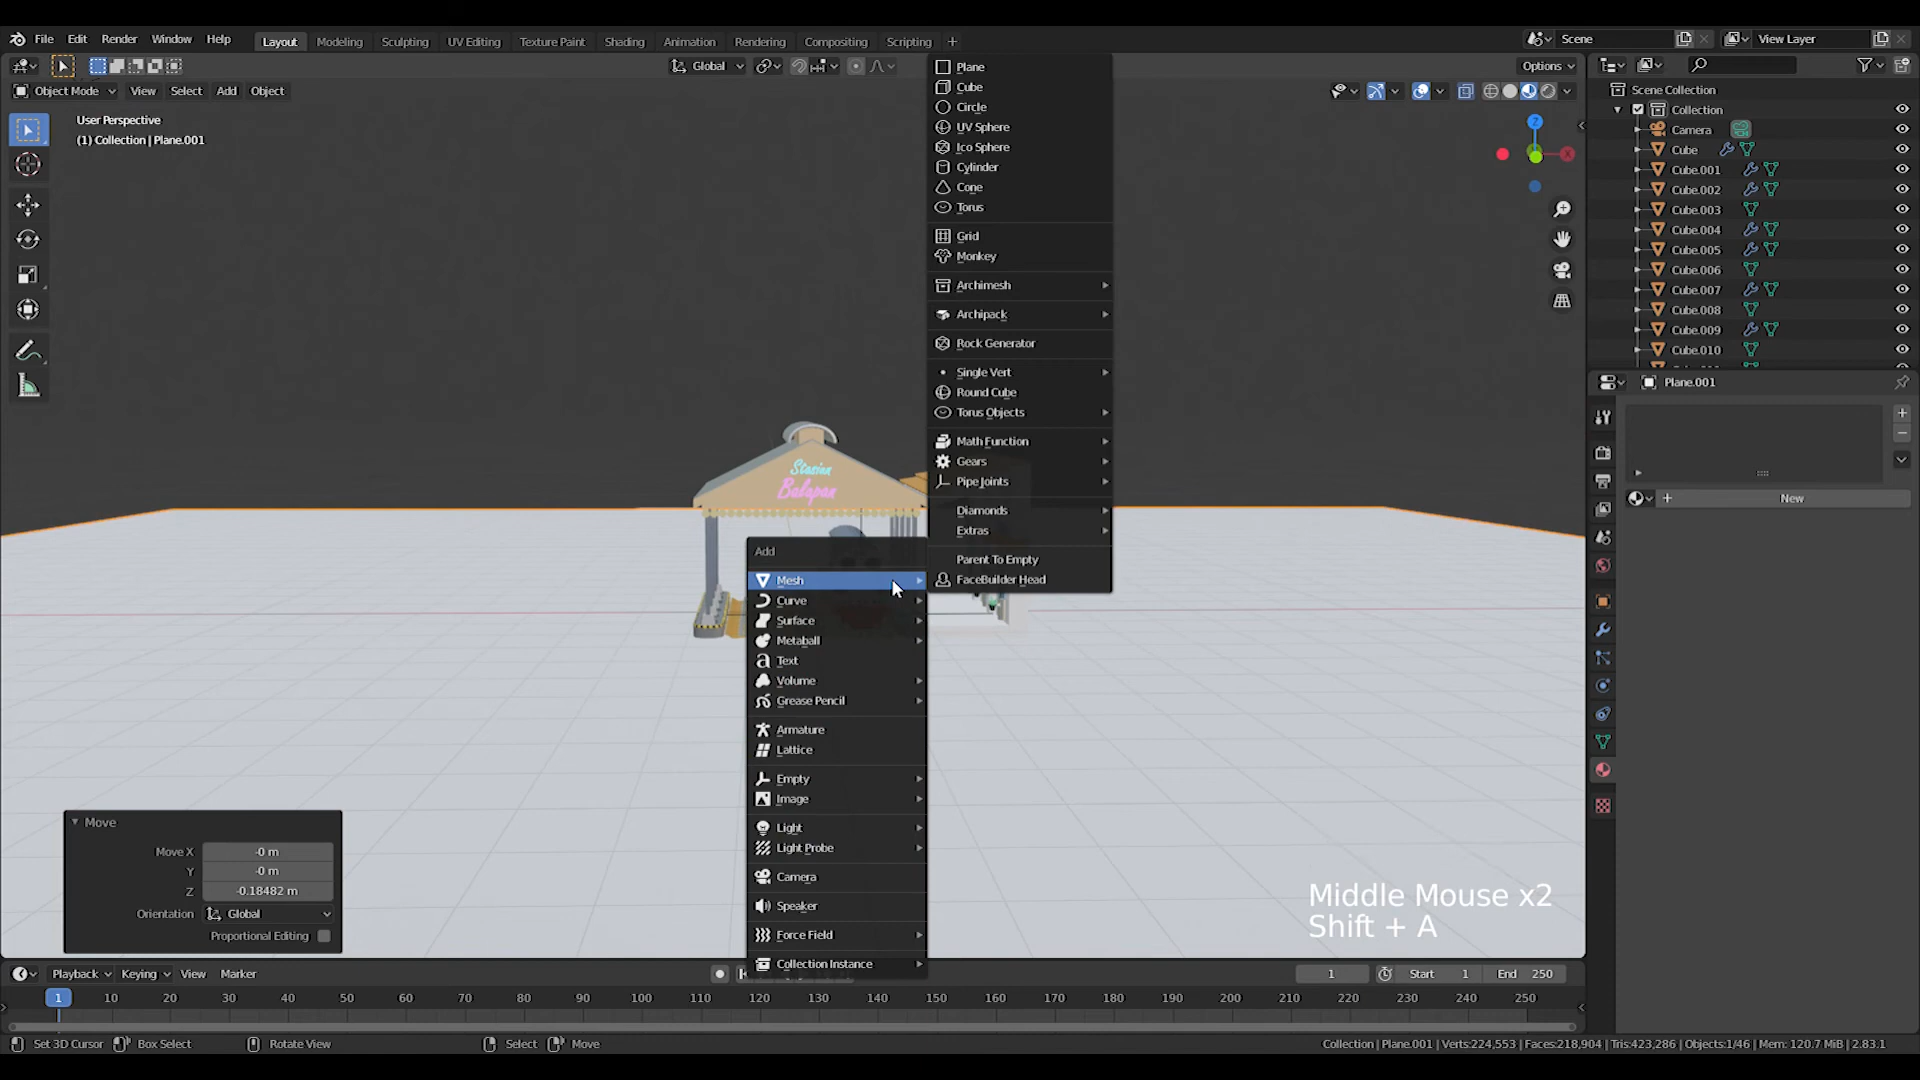 File Edit Render Window Help Layout Modeling Sculpting UV Editing Texture Paint Shading Animation Rendering Compositing Scripting + Scene View Layer
Global Options
Object Mode View Select Add Object
User Perspective
(1) Collection | Plane.001
Z
X
Plane
Cube
Circle
UV Sphere
Ico Sphere
Cylinder
Cone
Torus
Grid
Monkey
Archimesh
Archipack
Rock Generator
Single Vert
Round Cube
Torus Objects
Math Function
Gears
Pipe Joints
Diamonds
Extras
Parent To Empty
FaceBuilder Head
Stasiun
Balapan
Add
Mesh
Curve
Surface
Metaball
Text
Volume
Grease Pencil
Armature
Lattice
Empty
Image
Light
Light Probe
Camera
Speaker
Force Field
Collection Instance
Scene Collection
Collection
Camera
Cube
Cube.001
Cube.002
Cube.003
Cube.004
Cube.005
Cube.006
Cube.007
Cube.008
Cube.009
Cube.010
Plane.001
New
Move
Move X -0 m
Y -0 m
Z -0.18482 m
Orientation Global
Proportional Editing
Middle Mouse x2
Shift + A
Playback Keying View Marker 1 Start 1 End 250
1 10 20 30 40 50 60 70 80 90 100 110 120 130 140 150 160 170 180 190 200 210 220 230 240 250
Set 3D Cursor Box Select Rotate View Select Move Collection | Plane.001 | Verts:224,553 | Faces:218,904 | Tris:423,286 | Objects:1/46 | Mem: 120.7 MiB | 2.83.1